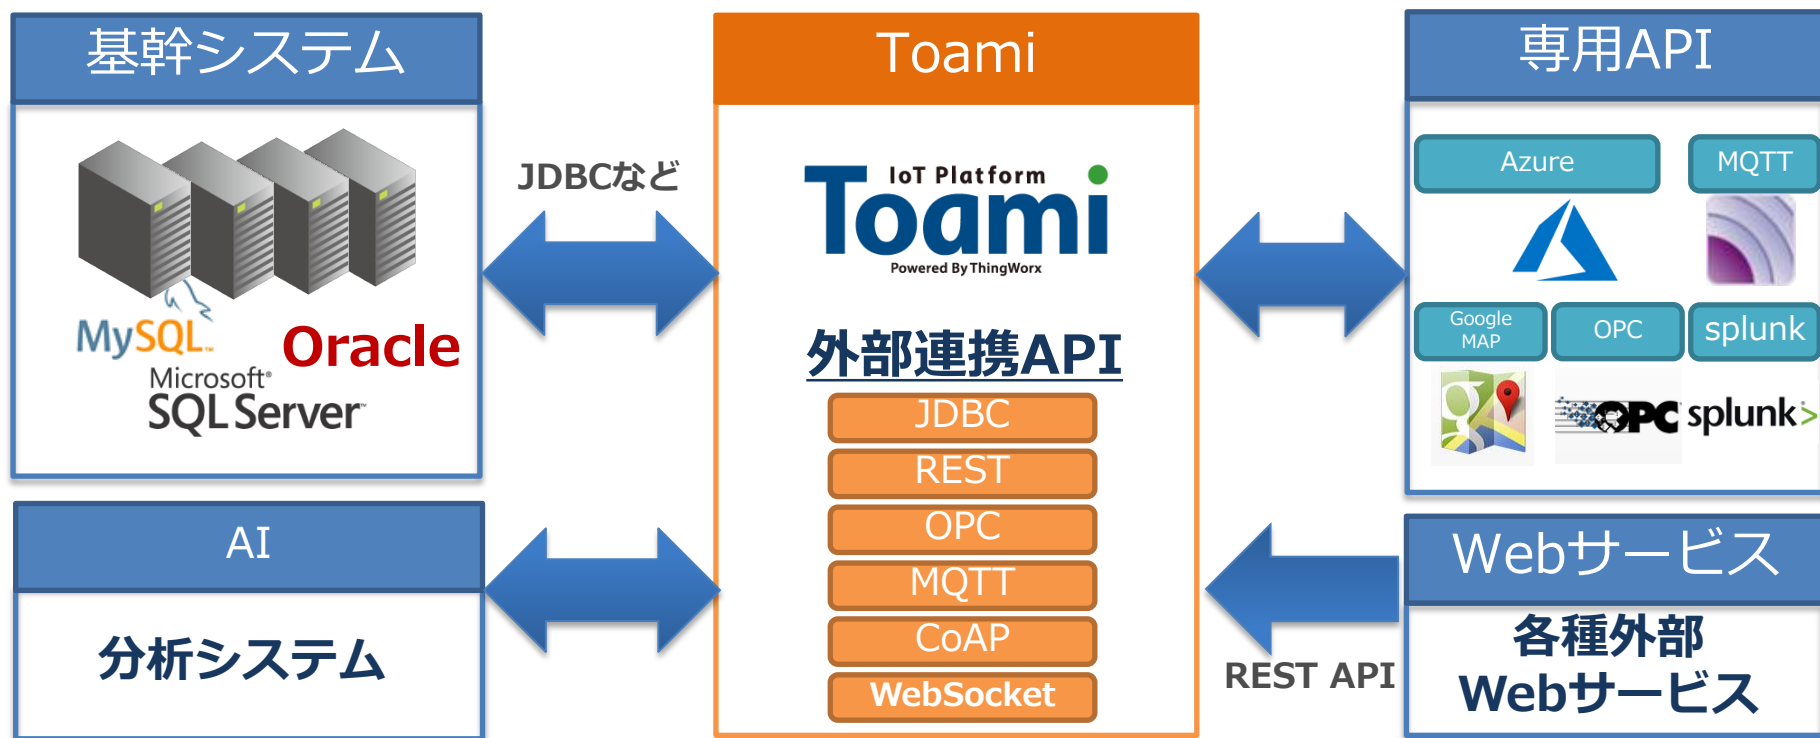 基幹システム
MySQL
Oracle
Microsoft
SQL Server
AI
分析システム
JDBCなど
Toami
IoT Platform
Toami
Powered By ThingWorx
外部連携API
JDBC
REST
OPC
MQTT
CoAP
WebSocket
専用API
Azure
MQTT
Google
MAP
OPC
splunk
g
OPC
splunk>
REST API
Webサービス
各種外部
Webサービス